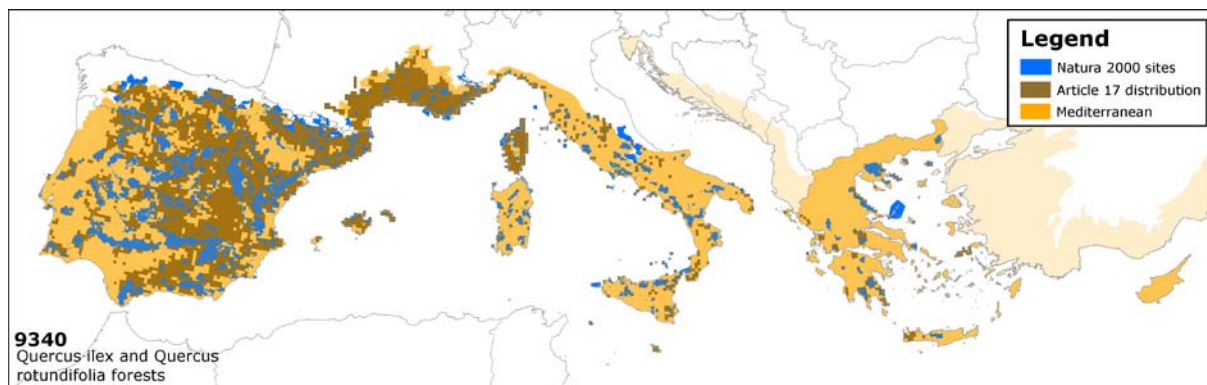 Legend
Natura 2000 sites
Article 17 distribution
Mediterranean
9340
Quercus ilex and Quercus
rotundifolia forests